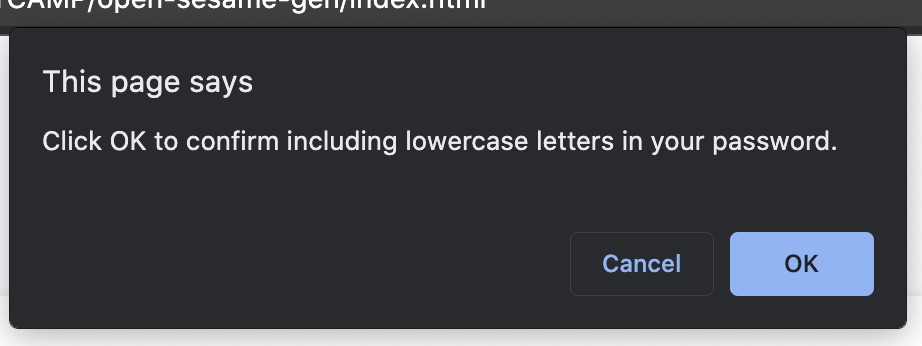 TCAMP/open-sesame-gen/index.html
This page says
Click OK to confirm including lowercase letters in your password.
Cancel
OK